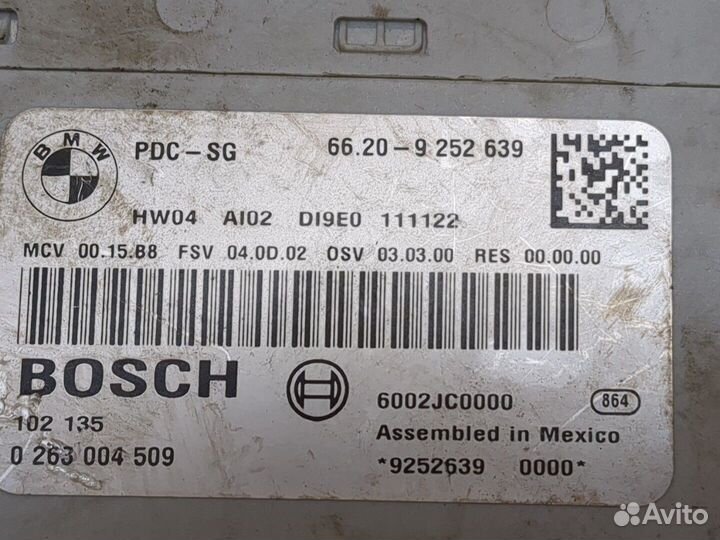 BMW
PDC-SG 66.20-9 252 639
HW04 AI02 DI9E0 111122
MCV 00.15.B8 FSV 04.0D.02 OSV 03.03.00 RES 00.00.00
BOSCH
6002JC0000 864
102 135
Assembled in Mexico
0 263 004 509
*9252639 0000*
Avito